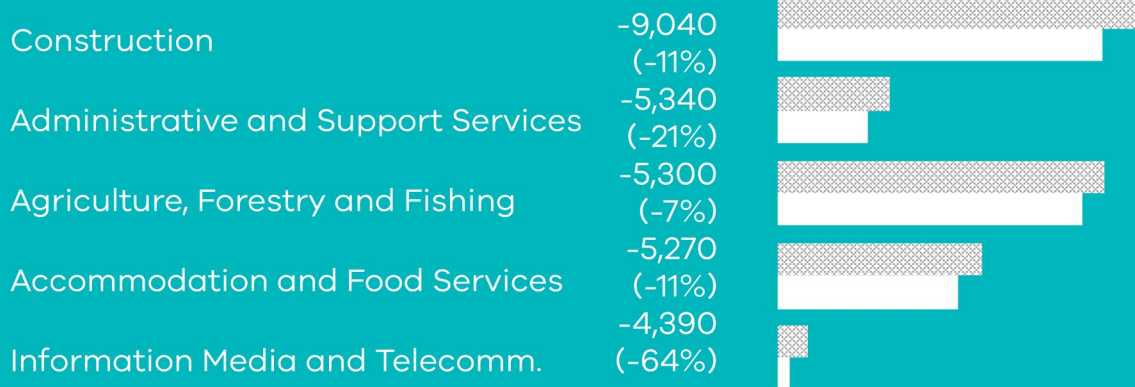 Construction
-9,040
(-11%)
Administrative and Support Services
-5,340
(-21%)
Agriculture, Forestry and Fishing
-5,300
(-7%)
Accommodation and Food Services
-5,270
(-11%)
Information Media and Telecomm.
-4,390
(-64%)